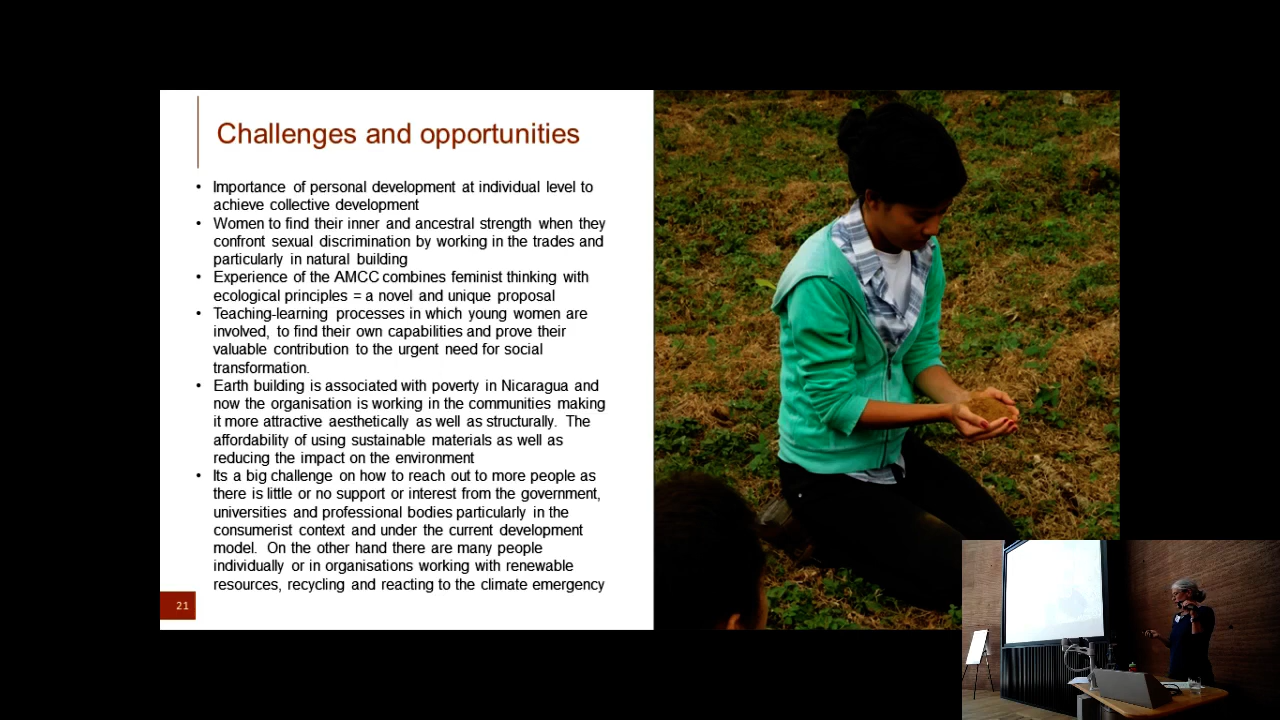 Challenges and opportunities
• Importance of personal development at individual level to
achieve collective development
• Women to find their inner and ancestral strength when they
confront sexual discrimination by working in the trades and
particularly in natural building
• Experience of the AMCC combines feminist thinking with
ecological principles = a novel and unique proposal
• Teaching-learning processes in which young women are
involved, to find their own capabilities and prove their
valuable contribution to the urgent need for social
transformation.
• Earth building is associated with poverty in Nicaragua and
now the organisation is working in the communities making
it more attractive aesthetically as well as structurally. The
affordability of using sustainable materials as well as
reducing the impact on the environment
• Its a big challenge on how to reach out to more people as
there is little or no support or interest from the government,
universities and professional bodies particularly in the
consumerist context and under the current development
model. On the other hand there are many people
individually or in organisations working with renewable
resources, recycling and reacting to the climate emergency
21